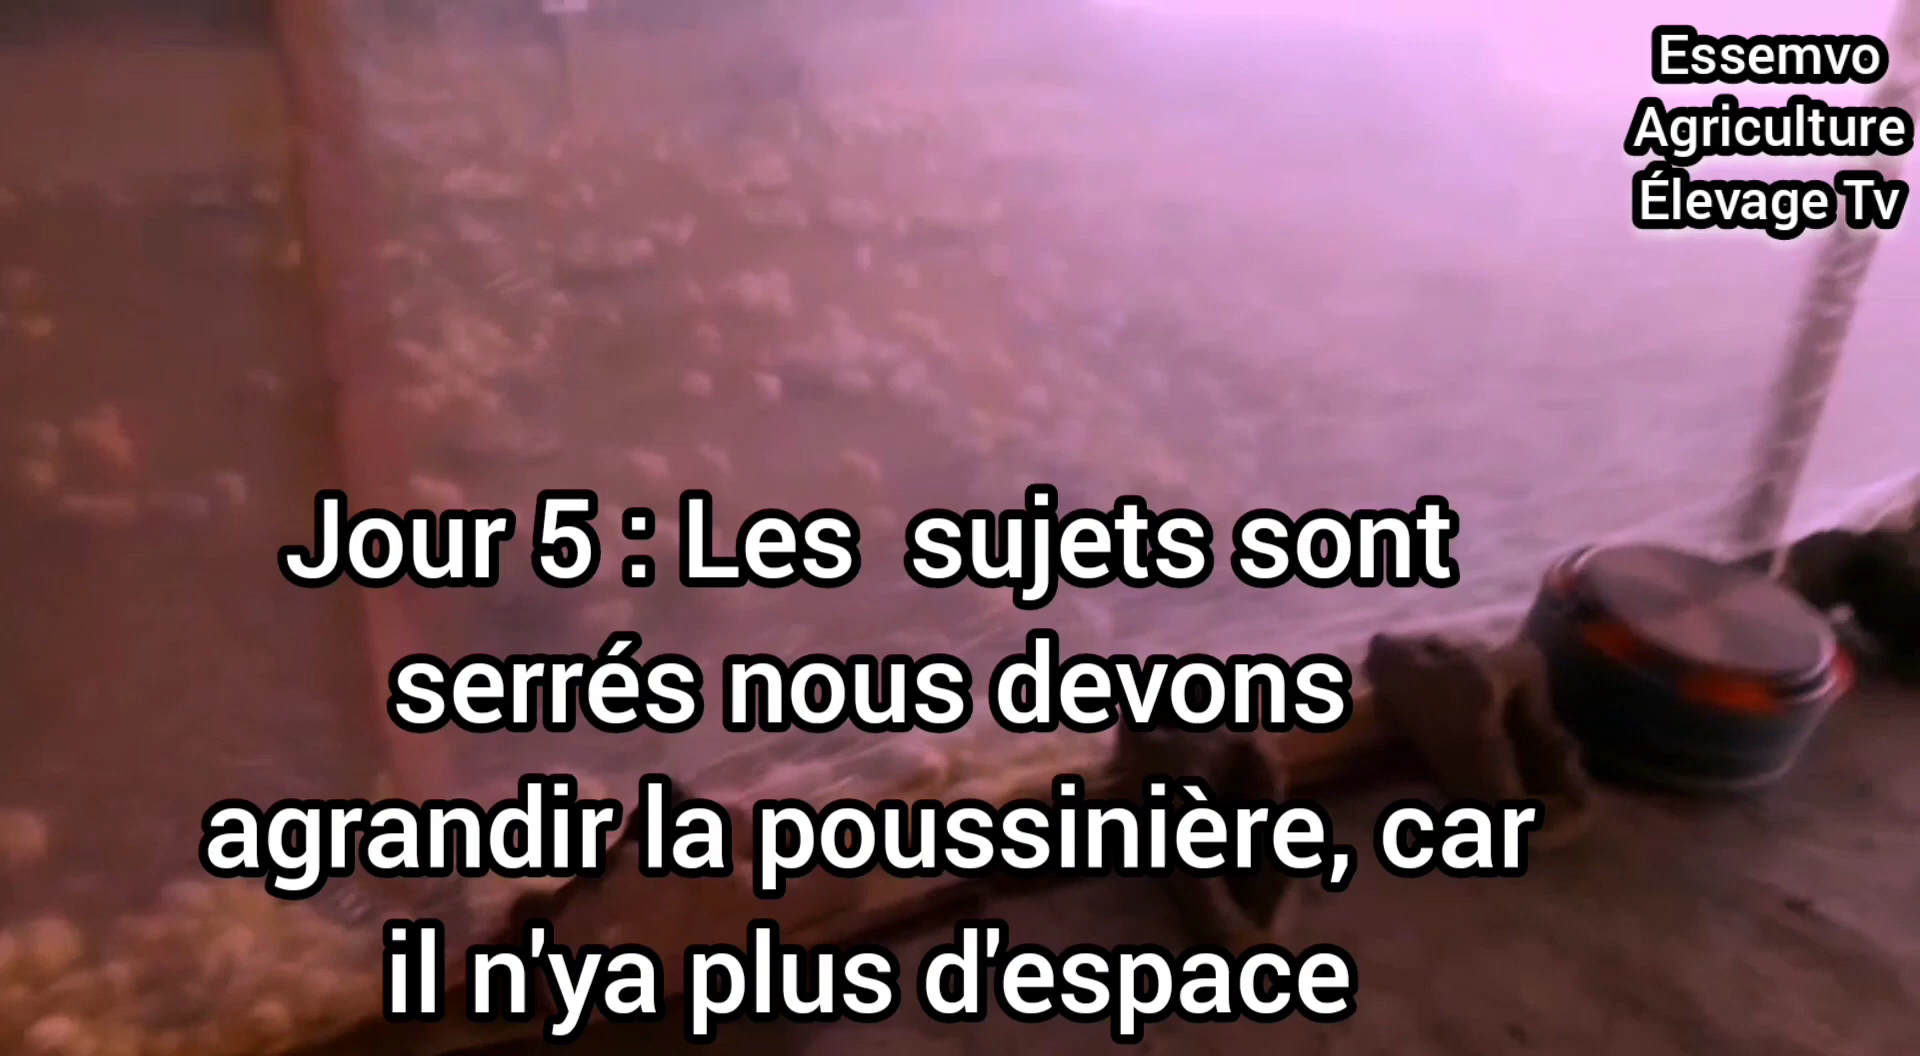 Essemvo
Agriculture
Élevage Tv
Jour 5 : Les  sujets sont
serrés nous devons
agrandir la poussinière, car
il n'ya plus d'espace